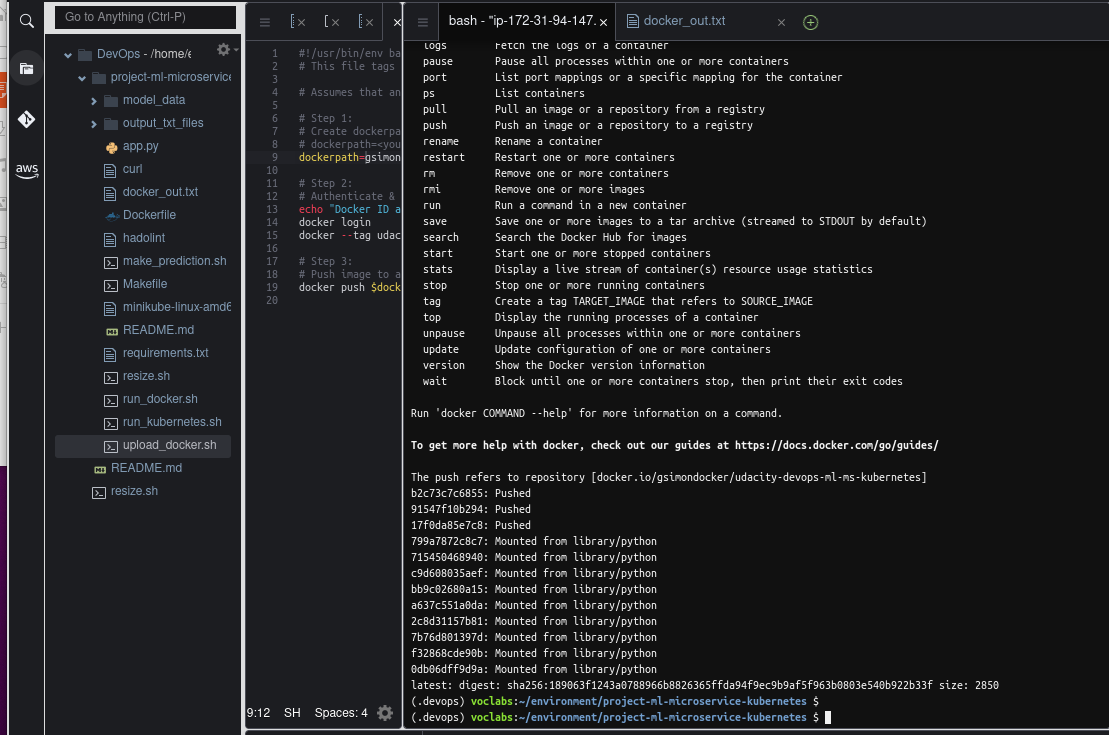 Go to Anything (Ctrl-P)
DevOps - /home/e
project-ml-microservice
model_data
output_txt_files
app.py
curl
docker_out.txt
Dockerfile
hadolint
make_prediction.sh
Makefile
minikube-linux-amd6
README.md
requirements.txt
resize.sh
run_docker.sh
run_kubernetes.sh
upload_docker.sh
README.md
resize.sh
aws
1 #!/usr/bin/env ba
2 # This file tags
3
4 # Assumes that an
5
6 # Step 1:
7 # Create dockerpa
8 # dockerpath=<you
9 dockerpath=gsimon
10
11 # Step 2:
12 # Authenticate &
13 echo "Docker ID a
14 docker login
15 docker --tag udac
16
17 # Step 3:
18 # Push image to a
19 docker push $dock
20
9:12 SH Spaces: 4
bash - "ip-172-31-94-147. docker_out.txt
logs Fetch the logs of a container
pause Pause all processes within one or more containers
port List port mappings or a specific mapping for the container
ps List containers
pull Pull an image or a repository from a registry
push Push an image or a repository to a registry
rename Rename a container
restart Restart one or more containers
rm Remove one or more containers
rmi Remove one or more images
run Run a command in a new container
save Save one or more images to a tar archive (streamed to STDOUT by default)
search Search the Docker Hub for images
start Start one or more stopped containers
stats Display a live stream of container(s) resource usage statistics
stop Stop one or more running containers
tag Create a tag TARGET_IMAGE that refers to SOURCE_IMAGE
top Display the running processes of a container
unpause Unpause all processes within one or more containers
update Update configuration of one or more containers
version Show the Docker version information
wait Block until one or more containers stop, then print their exit codes
Run 'docker COMMAND --help' for more information on a command.
To get more help with docker, check out our guides at https://docs.docker.com/go/guides/
The push refers to repository [docker.io/gsimondocker/udacity-devops-ml-ms-kubernetes]
b2c73c7c6855: Pushed
91547f10b294: Pushed
17f0da85e7c8: Pushed
799a7872c8c7: Mounted from library/python
715450468940: Mounted from library/python
c9d608035aef: Mounted from library/python
bb9c02680a15: Mounted from library/python
a637c551a0da: Mounted from library/python
2c8d31157b81: Mounted from library/python
7b76d801397d: Mounted from library/python
f32868cde90b: Mounted from library/python
0db06dff9d9a: Mounted from library/python
latest: digest: sha256:189063f1243a0788966b8826365ffda94f9ec9b9af5f963b0803e540b922b33f size: 2850
(.devops) voclabs:~/environment/project-ml-microservice-kubernetes $
(.devops) voclabs:~/environment/project-ml-microservice-kubernetes $